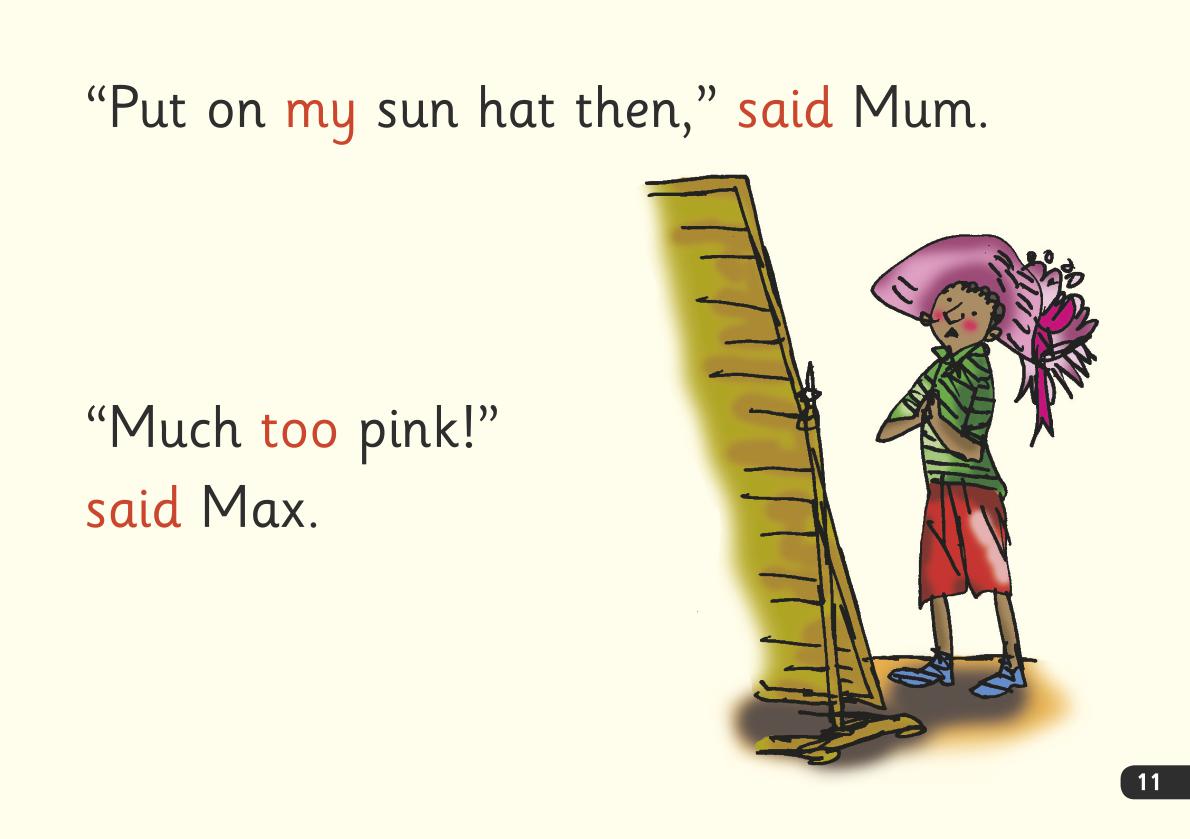 “Put on my sun hat then,” said Mum.
“Much too pink!”
said Max.
11